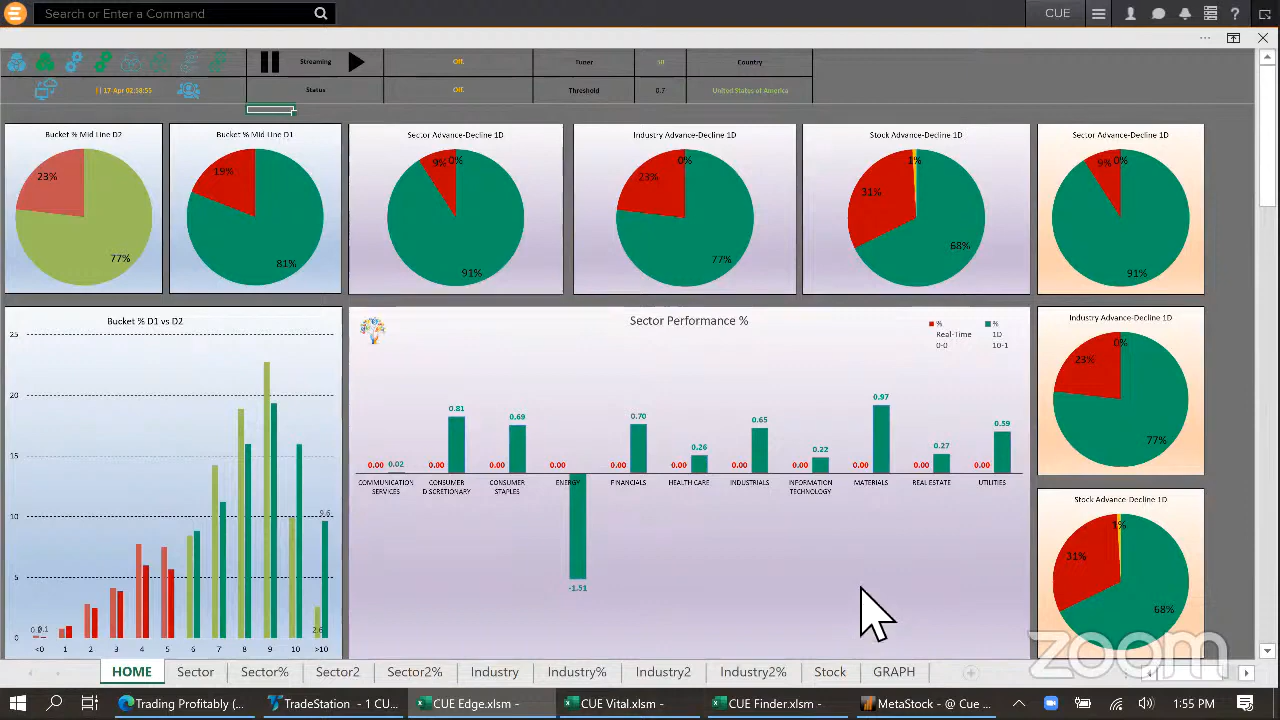 Search or Enter a Command
CUE
Streaming
Off.
Tuner
Country
|| 17-Apr 02:58:55
Status
Off.
Threshold
0.7
United States of America
Bucket % Mid Line D2
23%
77%
Bucket % Mid Line D1
19%
81%
Sector Advance-Decline 1D
9%
0%
91%
Industry Advance-Decline 1D
0%
23%
77%
Stock Advance-Decline 1D
1%
31%
68%
Sector Advance-Decline 1D
9%
0%
91%
Bucket % D1 vs D2
25
20
15
10
5
0
9.6
0.1
2.6
<0
1
2
3
4
5
6
7
8
9
10
>10
Sector Performance %
%
%
Real-Time
1D
0-0
10-1
0.00
0.02
0.00
0.81
0.00
0.69
0.00
-1.51
0.00
0.70
0.00
0.26
0.00
0.65
0.00
0.22
0.00
0.97
0.00
0.27
0.00
0.59
COMMUNICATION
SERVICES
CONSUMER
DISCRETIONARY
CONSUMER
STAPLES
ENERGY
FINANCIALS
HEALTH CARE
INDUSTRIALS
INFORMATION
TECHNOLOGY
MATERIALS
REAL ESTATE
UTILITIES
Industry Advance-Decline 1D
0%
23%
77%
Stock Advance-Decline 1D
1%
31%
68%
zoom
HOME
Sector
Sector%
Sector2
Sector2%
Industry
Industry%
Industry2
Industry2%
Stock
GRAPH
Trading Profitably (...
TradeStation - 1 CU...
CUE Edge.xlsm -
CUE Vital.xlsm -
CUE Findex.xlsm -
MetaStock - @ Cue ...
1:55 PM